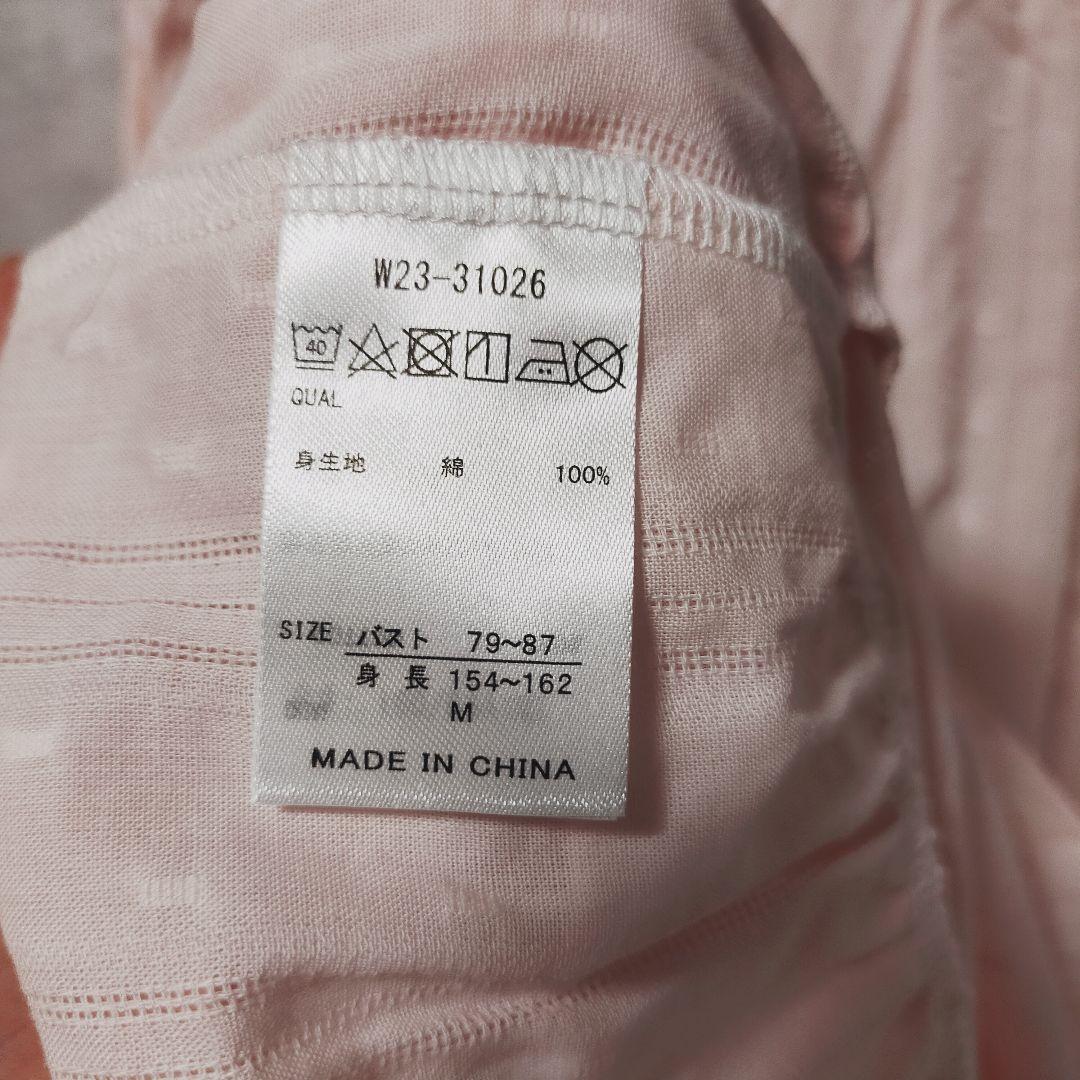 W23-31026
40
QUAL
身生地 綿 100%
SIZE バスト 79~87
身長 154~162
M
MADE IN CHINA